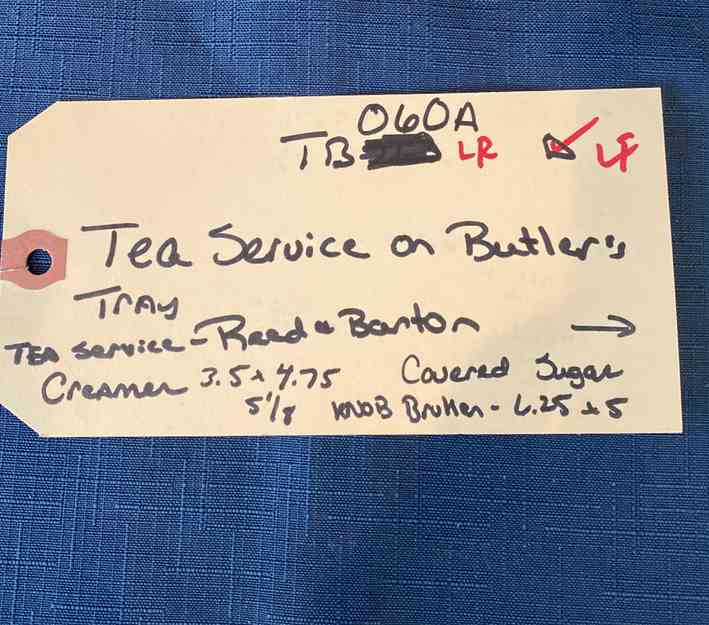 060A
TB LR LF
Tea Service on Butler's
Tray
Tea Service - Reed & Barton →
Creamer 3.5 x 4.75 Covered Sugar
5 1/8 KNOB Broken - 6.25 x 5